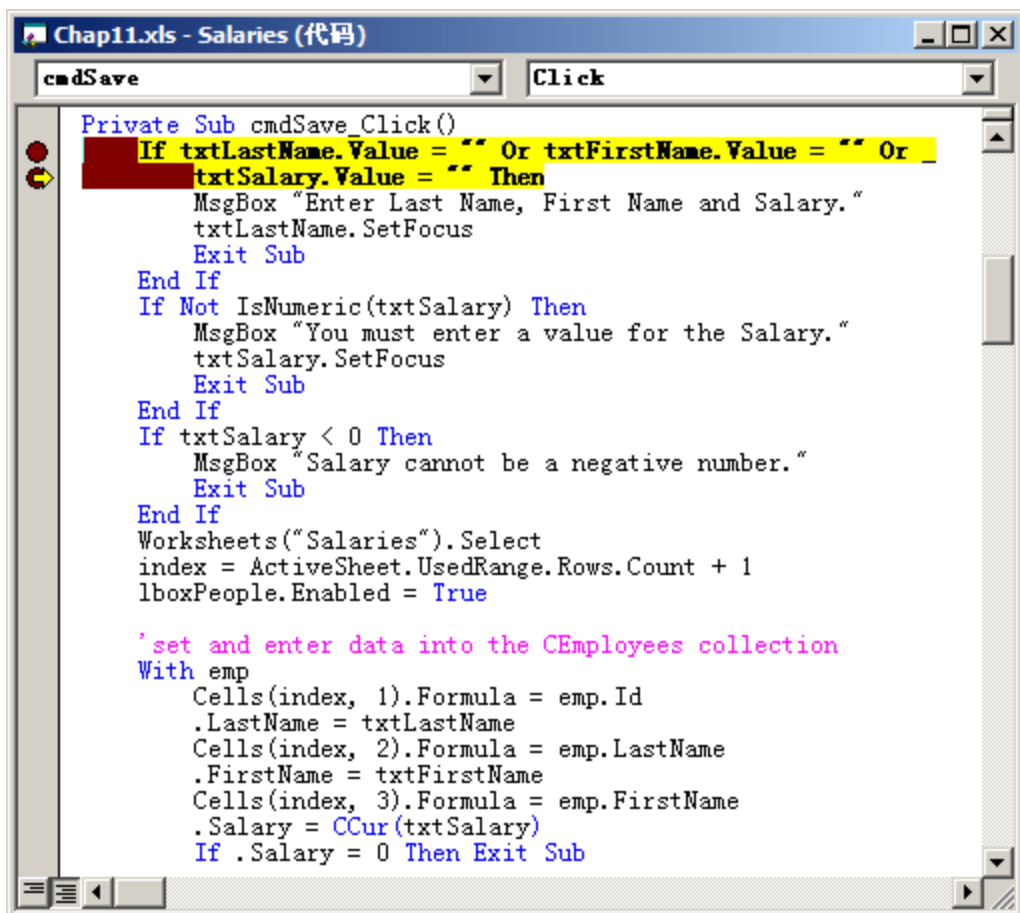 Chap11.xls - Salaries (代码)
cmdSave Click
Private Sub cmdSave_Click()
If txtLastName.Value = "" Or txtFirstName.Value = "" Or _
txtSalary.Value = "" Then
MsgBox "Enter Last Name, First Name and Salary."
txtLastName.SetFocus
Exit Sub
End If
If Not IsNumeric(txtSalary) Then
MsgBox "You must enter a value for the Salary."
txtSalary.SetFocus
Exit Sub
End If
If txtSalary < 0 Then
MsgBox "Salary cannot be a negative number."
Exit Sub
End If
Worksheets("Salaries").Select
index = ActiveSheet.UsedRange.Rows.Count + 1
lboxPeople.Enabled = True
'set and enter data into the CEmployees collection
With emp
Cells(index, 1).Formula = emp.Id
.LastName = txtLastName
Cells(index, 2).Formula = emp.LastName
.FirstName = txtFirstName
Cells(index, 3).Formula = emp.FirstName
.Salary = CCur(txtSalary)
If .Salary = 0 Then Exit Sub